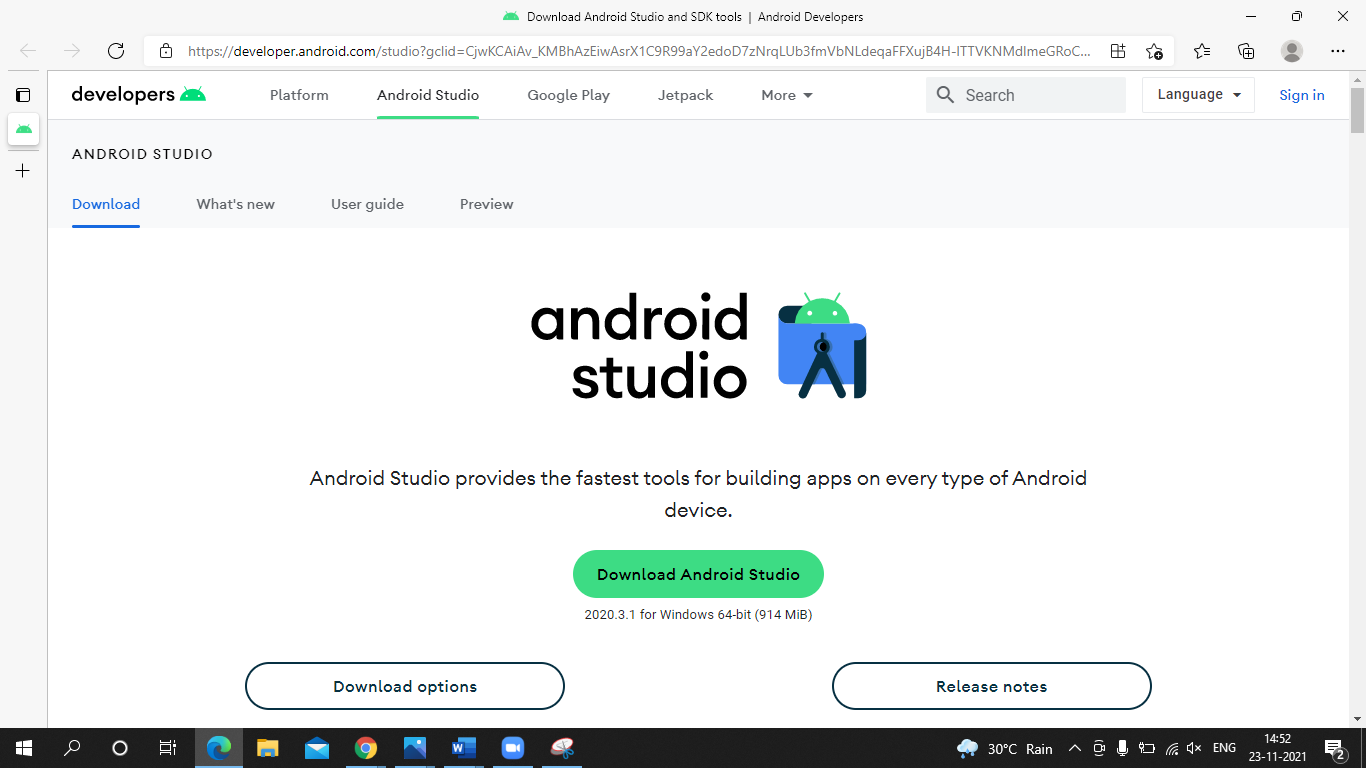 Download Android Studio and SDK tools | Android Developers
https://developer.android.com/studio?gclid=CjwKCAiAv_KMBhAzEiwAsrX1C9R99aY2edoD7zNrqLUb3fmVbNLdeqaFFXujB4H-ITTVKNMdImeGRoC...
developers Platform Android Studio Google Play Jetpack More Search Language Sign in
ANDROID STUDIO
Download What's new User guide Preview
android
studio
Android Studio provides the fastest tools for building apps on every type of Android
device.
Download Android Studio
2020.3.1 for Windows 64-bit (914 MiB)
Download options Release notes
30°C Rain ENG 14:52
23-11-2021 2